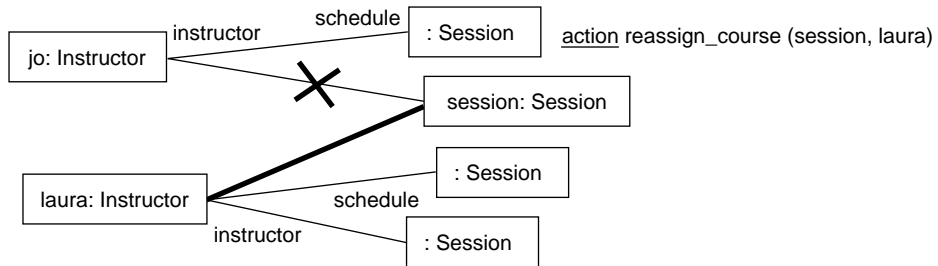 schedule
instructor
: Session
action reassign_course (session, laura)
jo: Instructor
session: Session
: Session
laura: Instructor
schedule
instructor
: Session